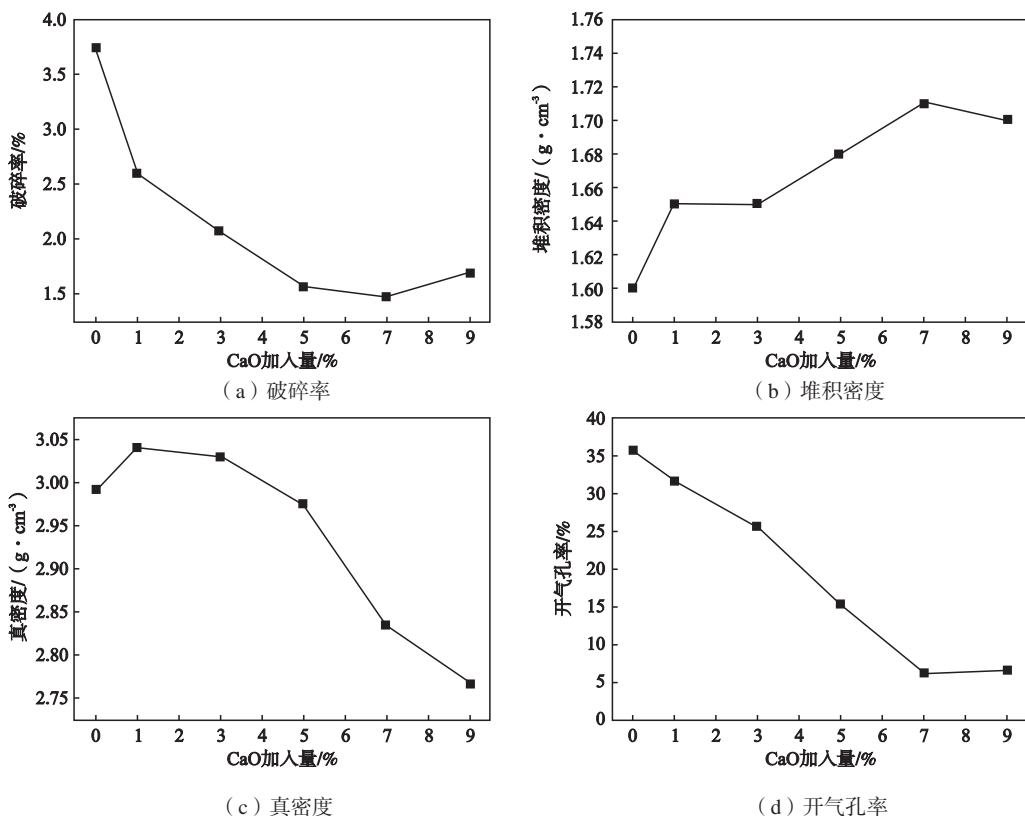 破碎率/%
4.0
3.5
3.0
2.5
2.0
1.5
0 1 2 3 4 5 6 7 8 9
CaO加入量/%
（a）破碎率
堆积密度/（g·cm⁻³）
1.76
1.74
1.72
1.70
1.68
1.66
1.64
1.62
1.60
1.58
0 1 2 3 4 5 6 7 8 9
CaO加入量/%
（b）堆积密度
真密度/（g·cm⁻³）
3.05
3.00
2.95
2.90
2.85
2.80
2.75
0 1 2 3 4 5 6 7 8 9
CaO加入量/%
（c）真密度
开气孔率/%
40
35
30
25
20
15
10
5
0
0 1 2 3 4 5 6 7 8 9
CaO加入量/%
（d）开气孔率